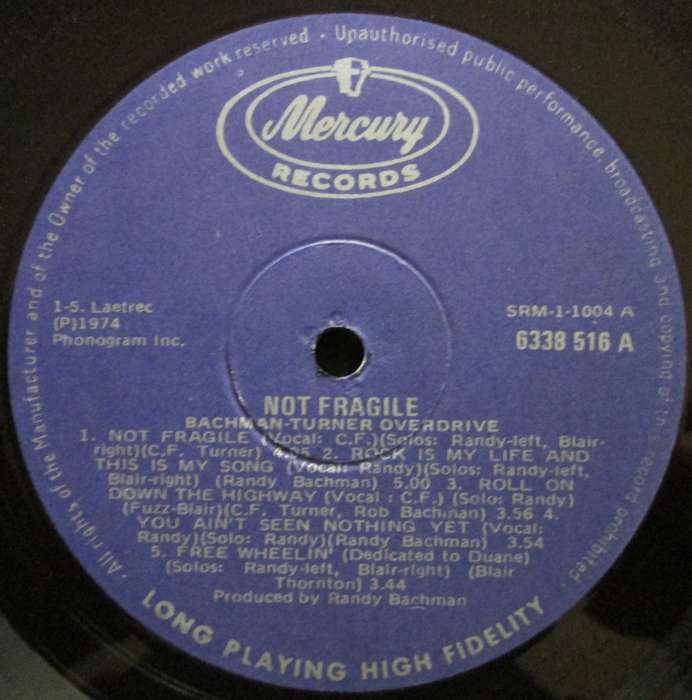 · All rights of the Manufacturer and of the Owner of the recorded work reserved · Unauthorised public performance, broadcasting and copying of this record prohibited
Mercury
RECORDS
1-S. Laetrec
(P)1974
Phonogram Inc.
SRM-1-1004 A
6338 516 A
NOT FRAGILE
BACHMAN-TURNER OVERDRIVE
1. NOT FRAGILE (Vocal: C.F.)(Solos: Randy-left, Blair-
right)(C.F. Turner) 4.05 2. ROCK IS MY LIFE AND
THIS IS MY SONG (Vocal: Randy)(Solos: Randy-left,
Blair-right) (Randy Bachman) 5.00 3. ROLL ON
DOWN THE HIGHWAY (Vocal : C.F.) (Solo: Randy)
(Fuzz-Blair)(C.F. Turner, Rob Bachman) 3.56 4.
YOU AIN'T SEEN NOTHING YET (Vocal:
Randy)(Solo: Randy)(Randy Bachman) 3.54
5. FREE WHEELIN' (Dedicated to Duane)
(Solos: Randy-left, Blair-right) (Blair
Thornton) 3.44
Produced by Randy Bachman
LONG PLAYING HIGH FIDELITY